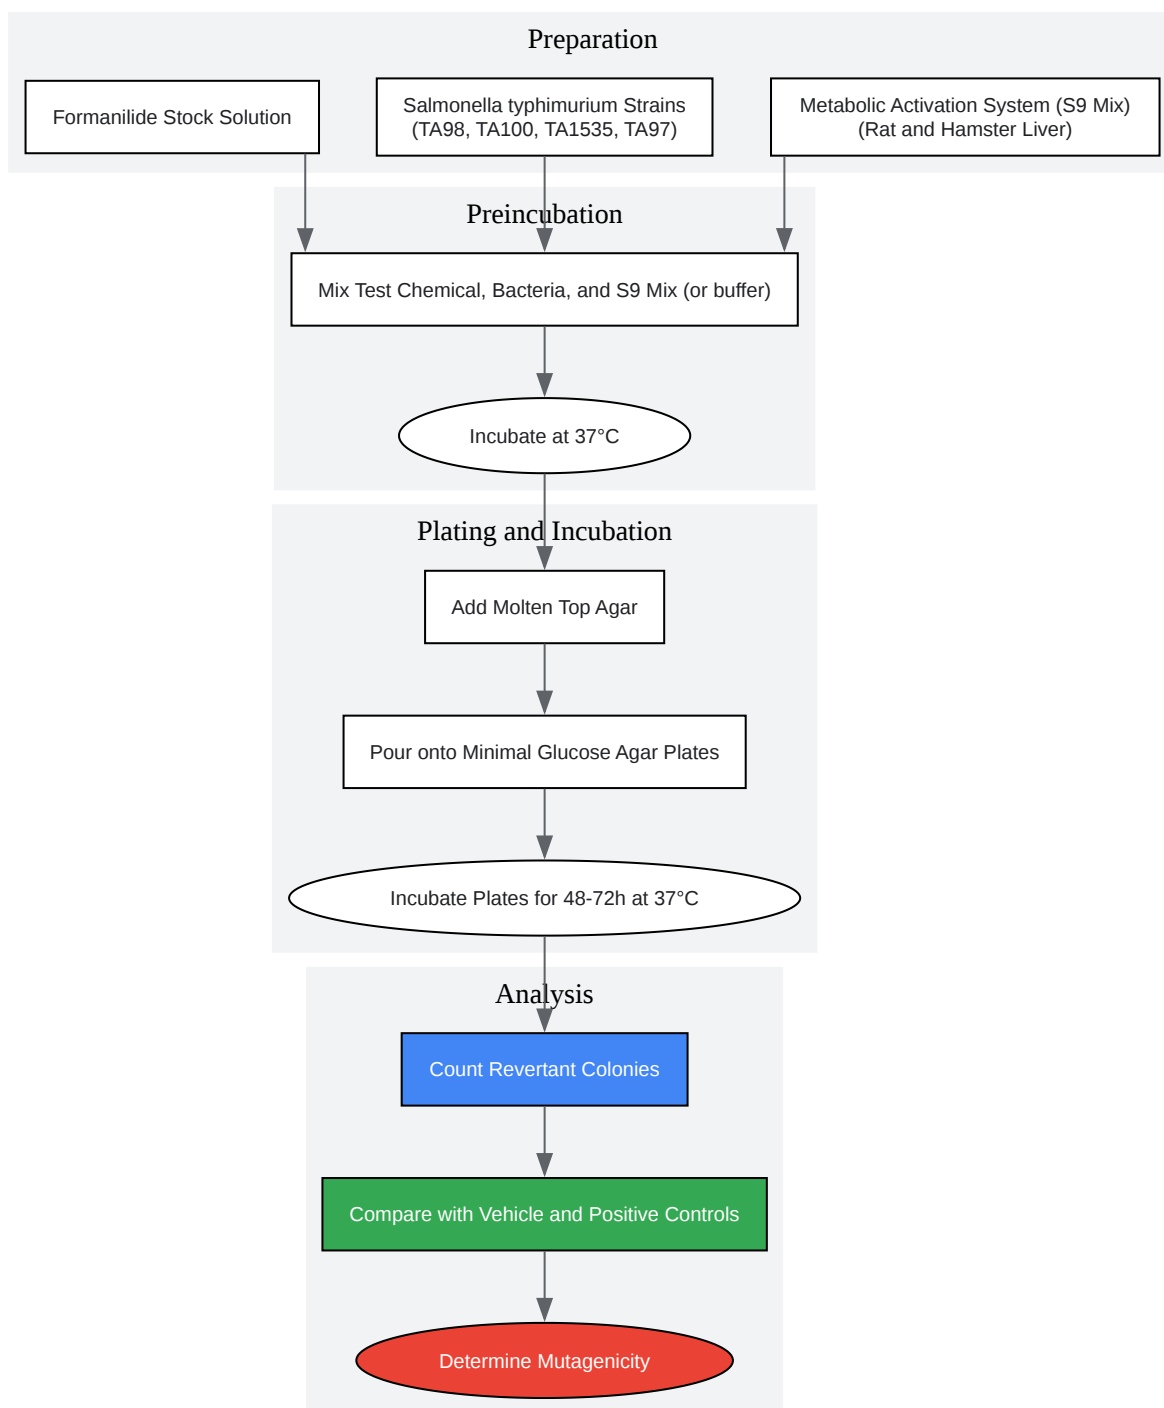 Preparation
Formanilide Stock Solution
Salmonella typhimurium Strains
(TA98, TA100, TA1535, TA97)
Metabolic Activation System (S9 Mix)
(Rat and Hamster Liver)
Preincubation
Mix Test Chemical, Bacteria, and S9 Mix (or buffer)
Incubate at 37°C
Plating and Incubation
Add Molten Top Agar
Pour onto Minimal Glucose Agar Plates
Incubate Plates for 48-72h at 37°C
Analysis
Count Revertant Colonies
Compare with Vehicle and Positive Controls
Determine Mutagenicity